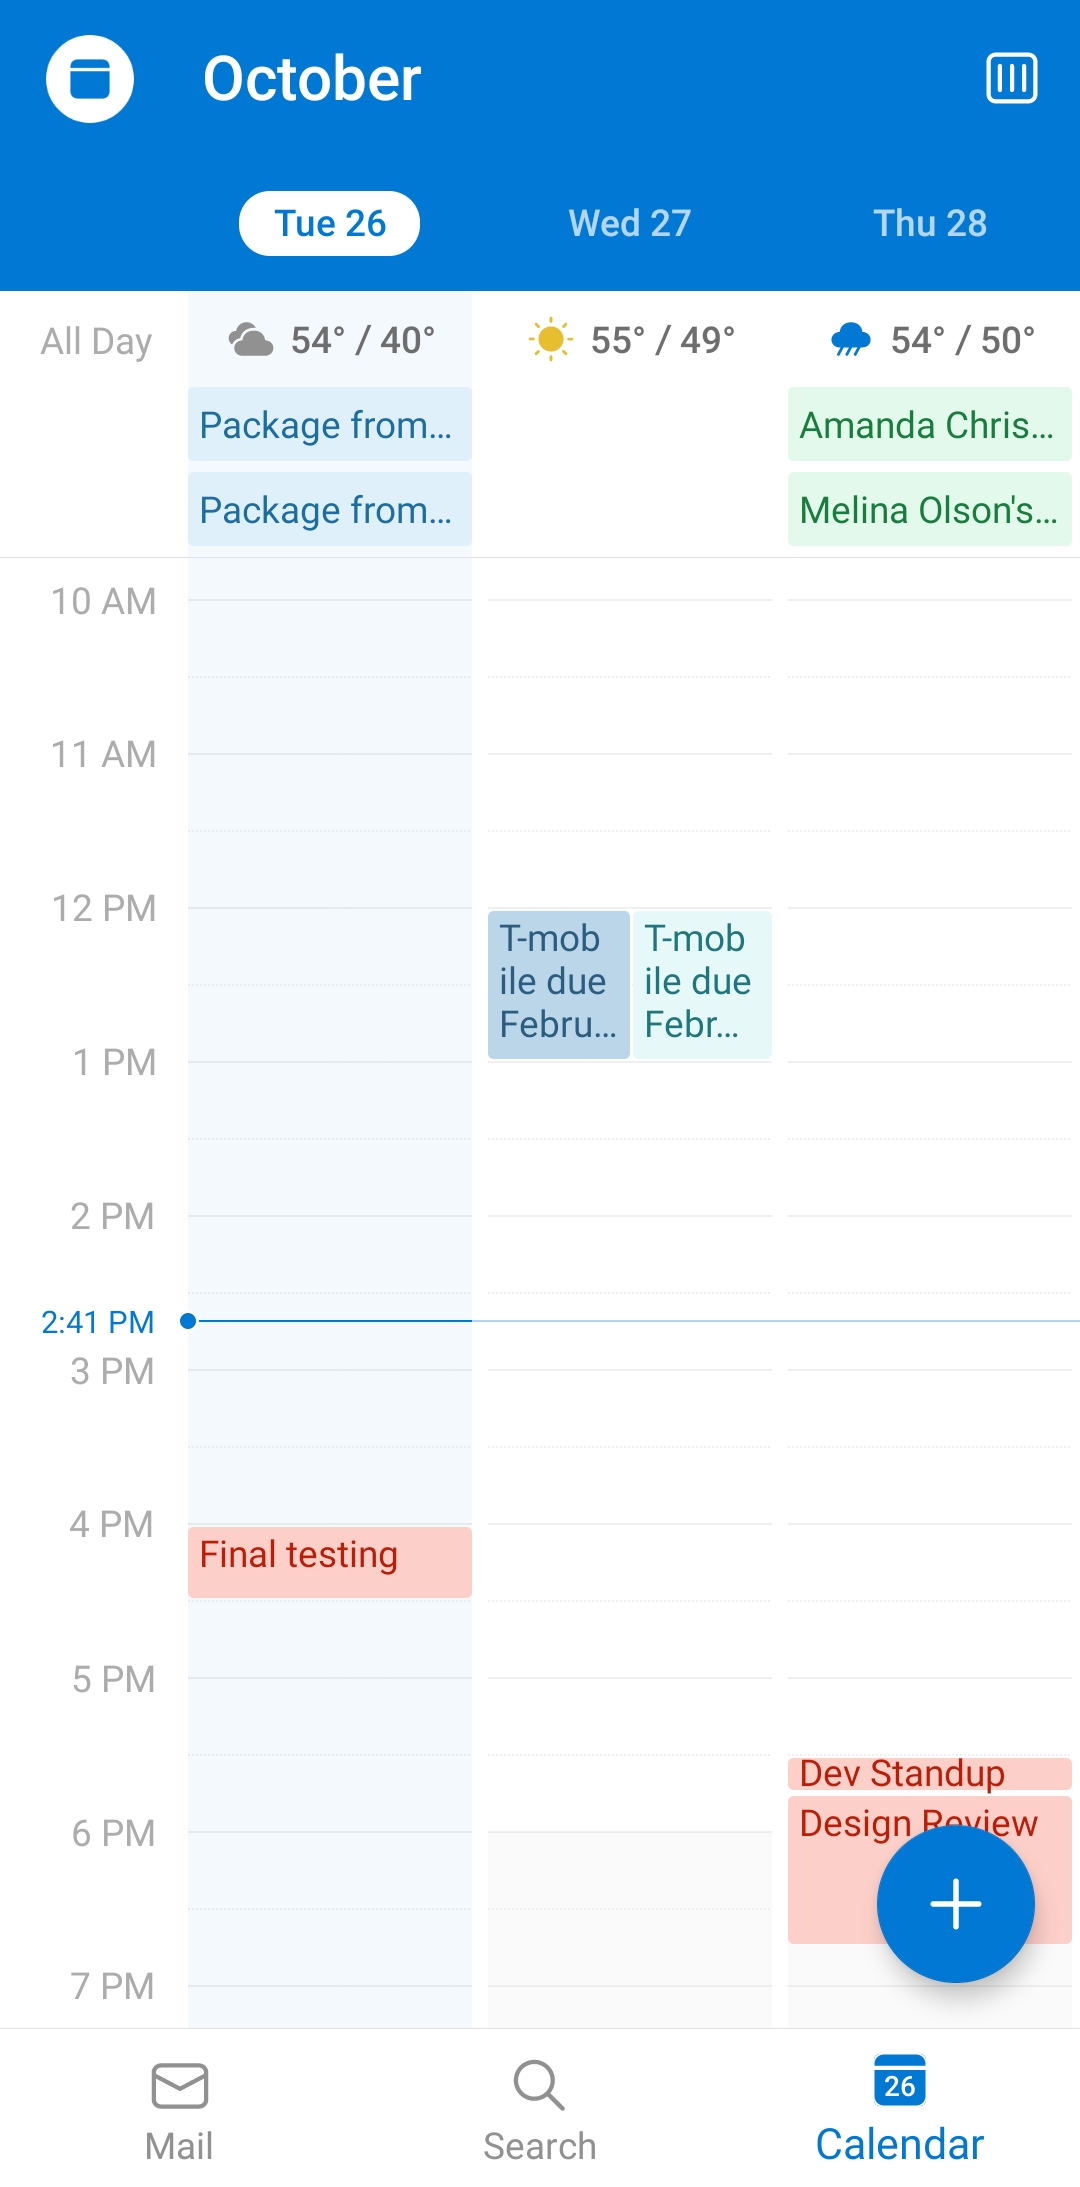 October
Tue 26
Wed 27
Thu 28
All Day
54° / 40°
55° / 49°
54° / 50°
Package from...
Amanda Chris...
Package from...
Melina Olson's...
10 AM
11 AM
12 PM
T-mob
ile due
Febru...
T-mob
ile due
Febr...
1 PM
2 PM
2:41 PM
3 PM
4 PM
Final testing
5 PM
Dev Standup
6 PM
Design Review
7 PM
Mail
Search
26
Calendar